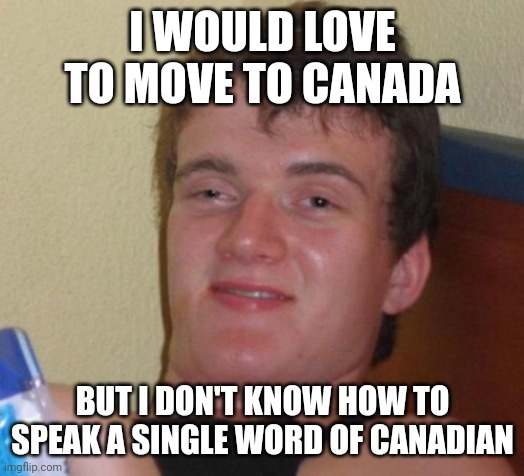 I WOULD LOVE
TO MOVE TO CANADA
BUT I DON'T KNOW HOW TO
SPEAK A SINGLE WORD OF CANADIAN
imgflip.com